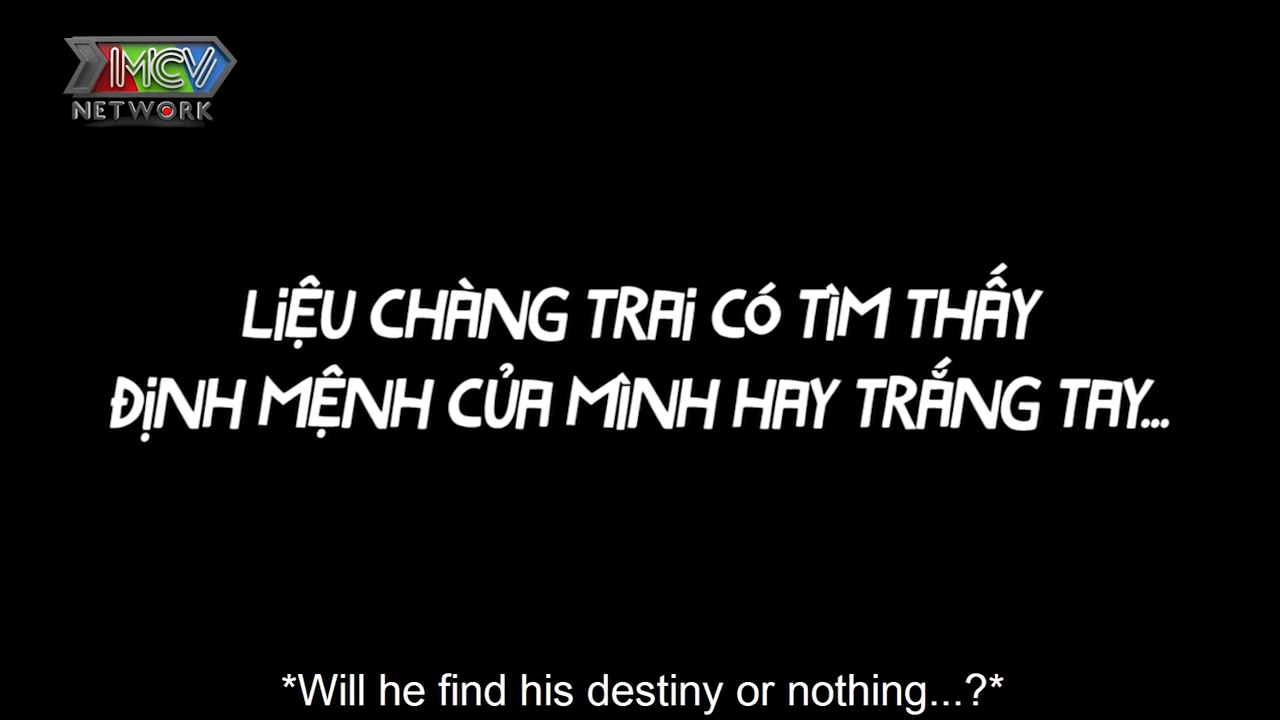 MCV
NETWORK
LiỆU CHÀNG TRAi CÓ TÌM THẤY
ĐỊNH MỆNH CỦA MÌNH HAY TRẮNG TAY...
*Will he find his destiny or nothing...?*